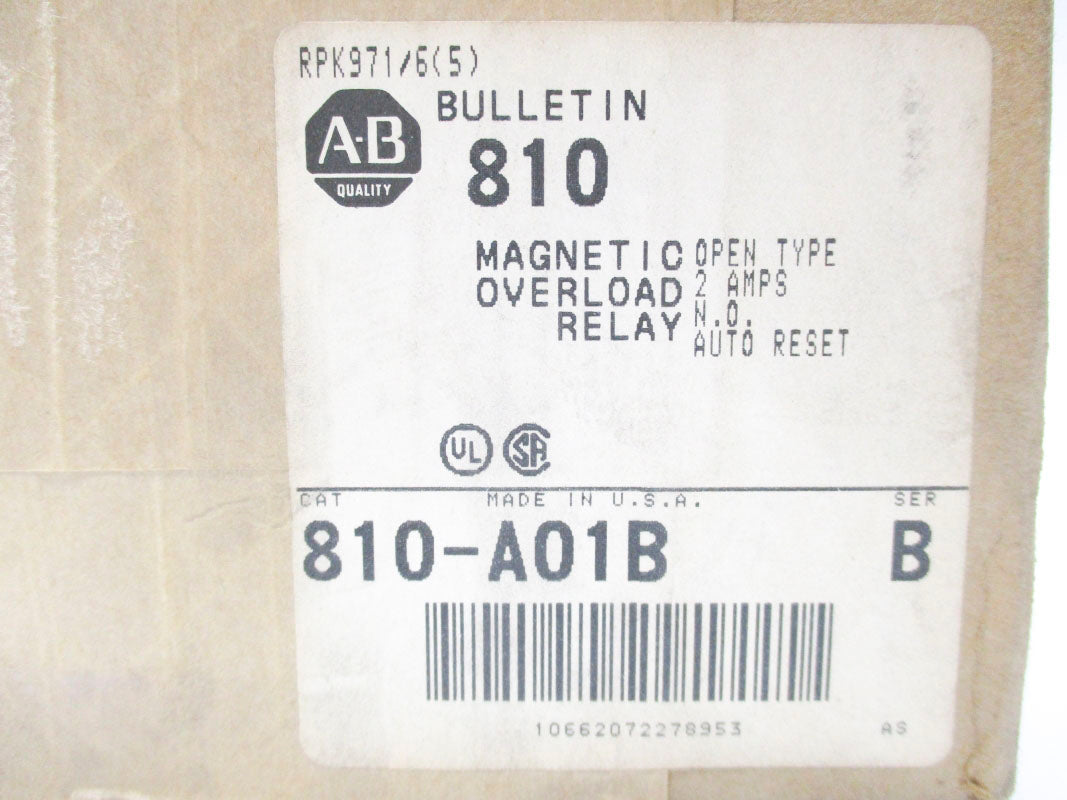 RPK971/6(5)
A-B
QUALITY
BULLETIN
810
MAGNETIC
OVERLOAD
RELAY
OPEN TYPE
2 AMPS
N.O.
AUTO RESET
UL SA
CAT MADE IN U.S.A. SER
810-A01B B
10662072278953 AS